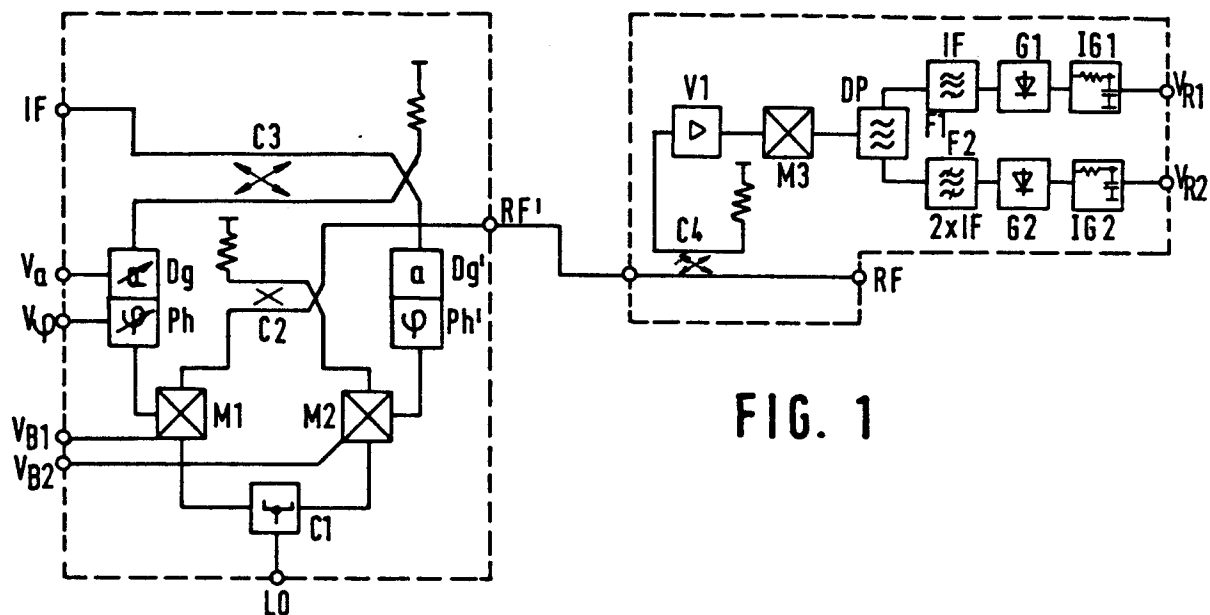 IF
C3
Va
Dg
Vφ
Ph
a
φ
C2
a
Dg'
φ
Ph'
RF'
M1
M2
VB1
VB2
C1
LO
V1
M3
C4
DP
IF
F1
G1
IG1
VR1
F2
2xIF
G2
IG2
VR2
RF
FIG. 1